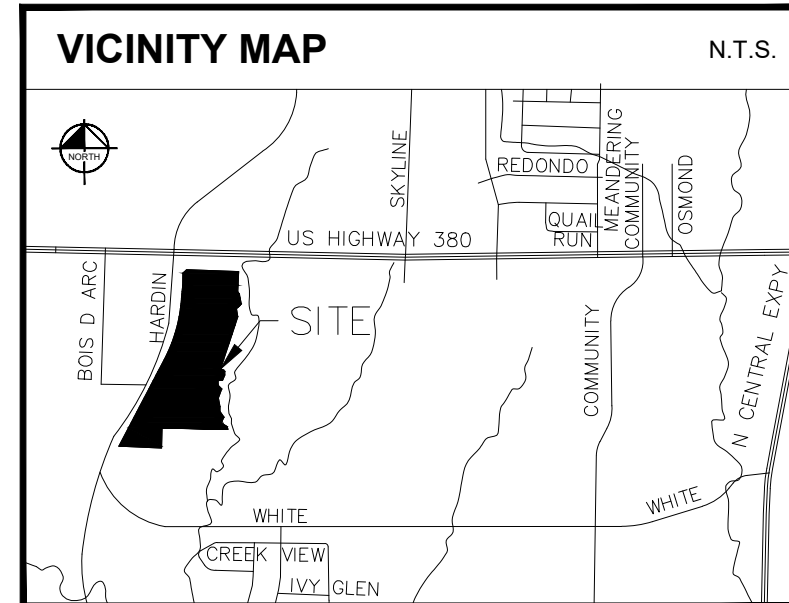 VICINITY MAP
N.T.S.
NORTH
SKYLINE
REDONDO
MEANDERING
COMMUNITY
OSMOND
QUAIL
RUN
US HIGHWAY 380
BOIS D ARC
HARDIN
SITE
COMMUNITY
N CENTRAL EXPY
WHITE
WHITE
CREEK VIEW
IVY GLEN